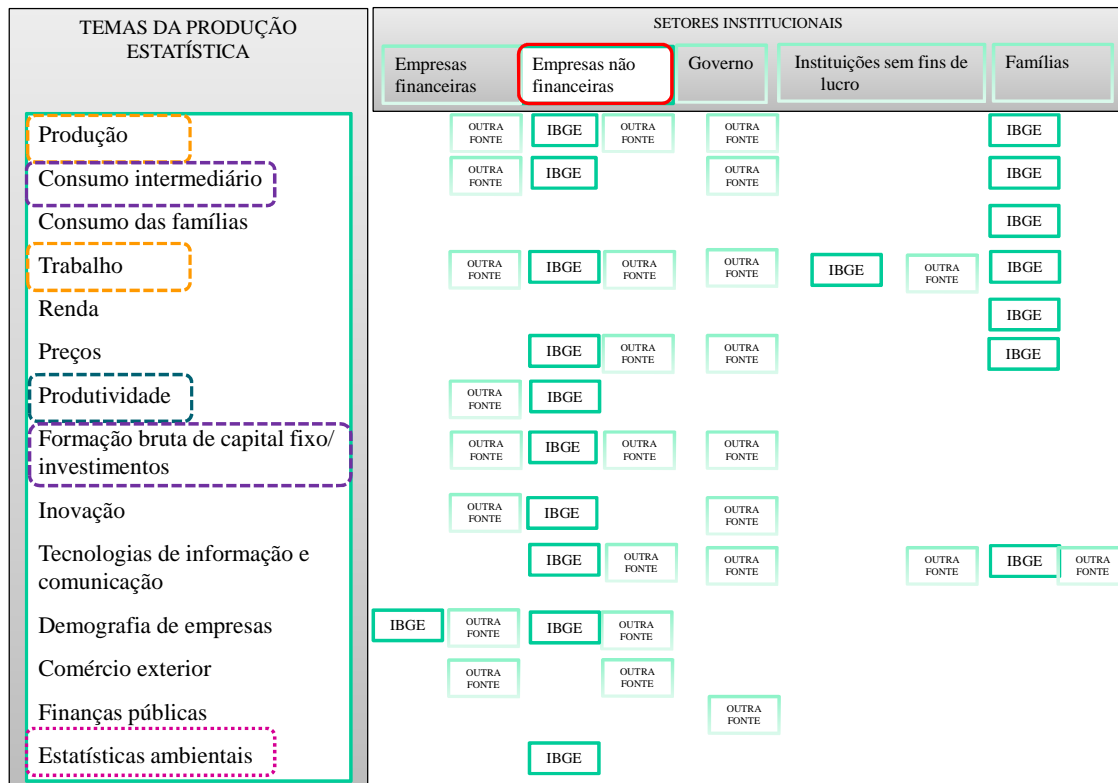 TEMAS DA PRODUÇÃO
ESTATÍSTICA
SETORES INSTITUCIONAIS
Empresas
financeiras
Empresas não
financeiras
Governo
Instituições sem fins de
lucro
Famílias
Produção
OUTRA
FONTE
IBGE
OUTRA
FONTE
OUTRA
FONTE
IBGE
Consumo intermediário
OUTRA
FONTE
IBGE
OUTRA
FONTE
IBGE
Consumo das famílias
IBGE
Trabalho
OUTRA
FONTE
IBGE
OUTRA
FONTE
OUTRA
FONTE
IBGE
OUTRA
FONTE
IBGE
Renda
IBGE
Preços
IBGE
OUTRA
FONTE
OUTRA
FONTE
IBGE
Produtividade
OUTRA
FONTE
IBGE
Formação bruta de capital fixo/
investimentos
OUTRA
FONTE
IBGE
OUTRA
FONTE
OUTRA
FONTE
Inovação
OUTRA
FONTE
IBGE
OUTRA
FONTE
Tecnologias de informação e
comunicação
IBGE
OUTRA
FONTE
OUTRA
FONTE
OUTRA
FONTE
IBGE
OUTRA
FONTE
Demografia de empresas
IBGE
OUTRA
FONTE
IBGE
OUTRA
FONTE
Comércio exterior
OUTRA
FONTE
OUTRA
FONTE
Finanças públicas
OUTRA
FONTE
Estatísticas ambientais
IBGE